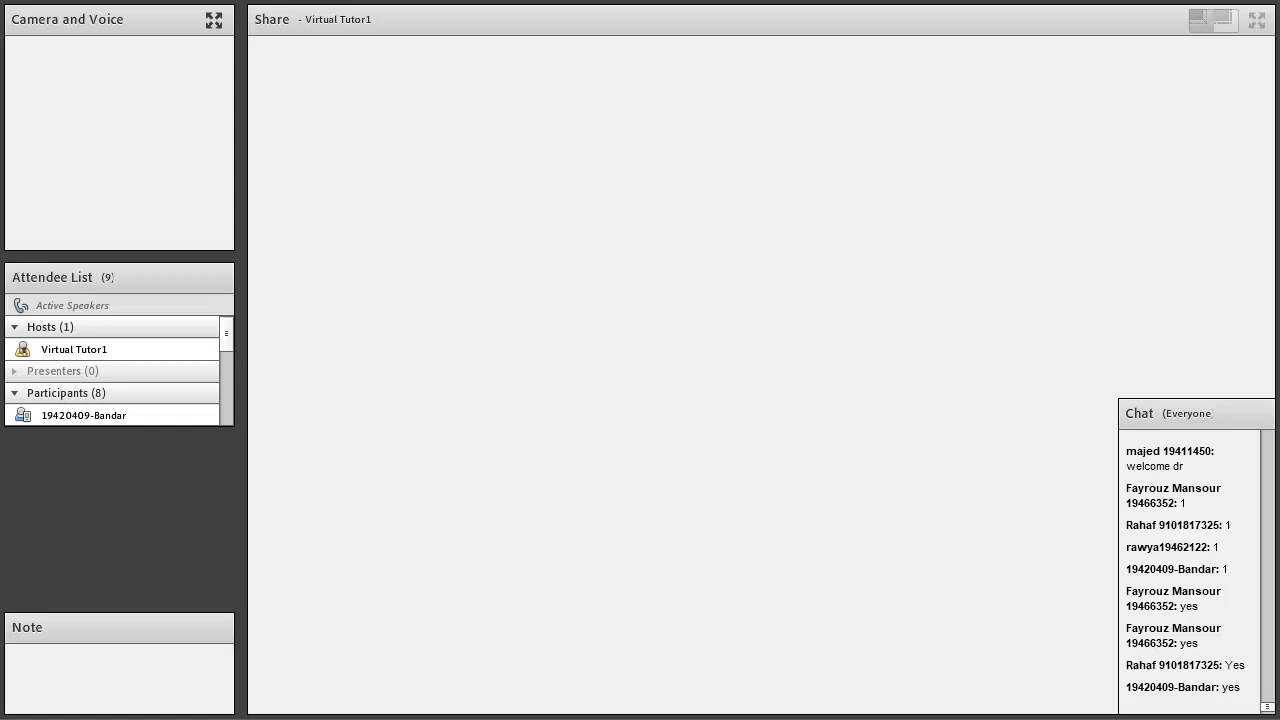 Camera and Voice
Share - Virtual Tutor1
Attendee List (9)
Active Speakers
Hosts (1)
Virtual Tutor1
Presenters (0)
Participants (8)
19420409-Bandar
Note
Chat (Everyone)
majed 19411450:
welcome dr
Fayrouz Mansour
19466352: 1
Rahaf 9101817325: 1
rawya19462122: 1
19420409-Bandar: 1
Fayrouz Mansour
19466352: yes
Fayrouz Mansour
19466352: yes
Rahaf 9101817325: Yes
19420409-Bandar: yes